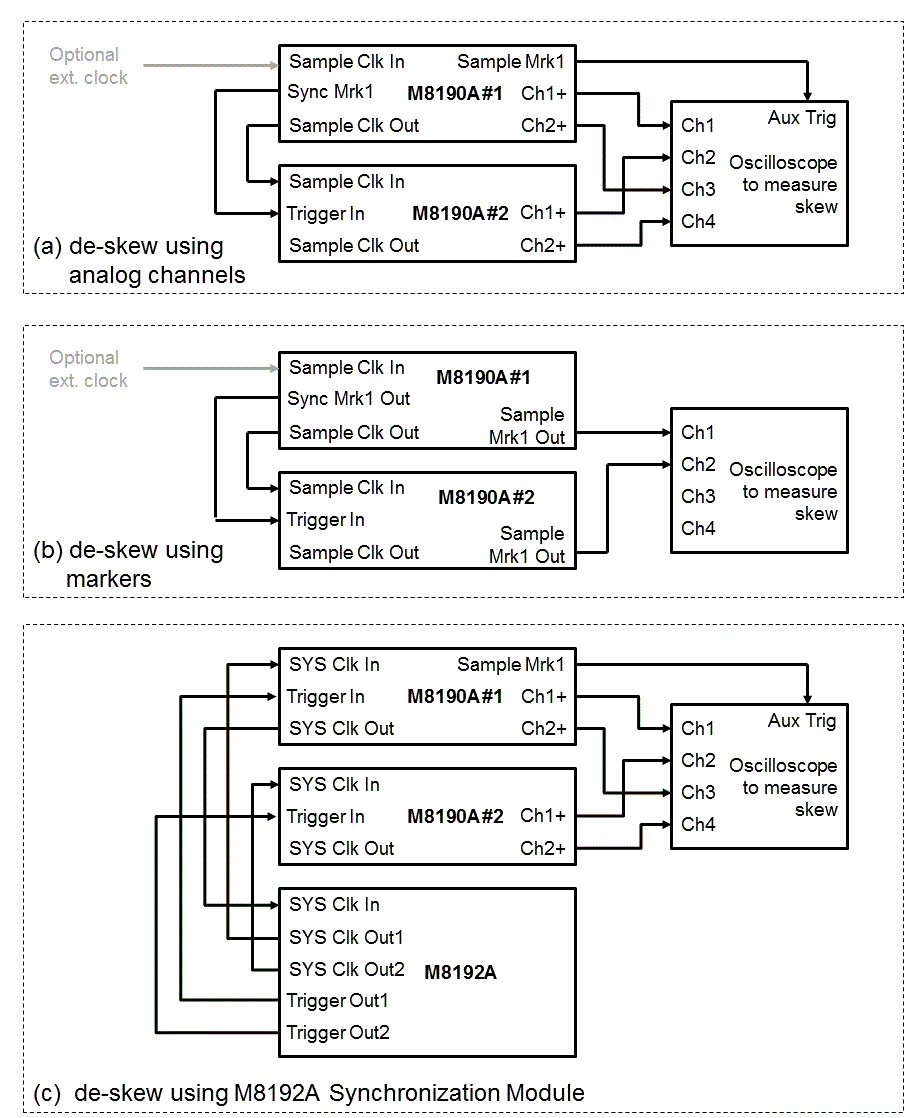 Optional
ext. clock
Sample Clk In
Sample Mrk1
Sync Mrk1
M8190A#1
Ch1+
Sample Clk Out
Ch2+
Aux Trig
Ch1
Ch2
Ch3
Ch4
Oscilloscope
to measure
skew
Sample Clk In
Trigger In
M8190A#2
Ch1+
Sample Clk Out
Ch2+
(a) de-skew using
analog channels
Optional
ext. clock
Sample Clk In
M8190A#1
Sync Mrk1 Out
Sample Clk Out
Sample
Mrk1 Out
Ch1
Ch2
Ch3
Ch4
Oscilloscope
to measure
skew
Sample Clk In
M8190A#2
Trigger In
Sample Clk Out
Sample
Mrk1 Out
(b) de-skew using
markers
SYS Clk In
Sample Mrk1
Trigger In
M8190A#1
Ch1+
SYS Clk Out
Ch2+
Aux Trig
Ch1
Ch2
Ch3
Ch4
Oscilloscope
to measure
skew
SYS Clk In
Trigger In
M8190A#2
Ch1+
SYS Clk Out
Ch2+
SYS Clk In
SYS Clk Out1
SYS Clk Out2
M8192A
Trigger Out1
Trigger Out2
(c) de-skew using M8192A Synchronization Module